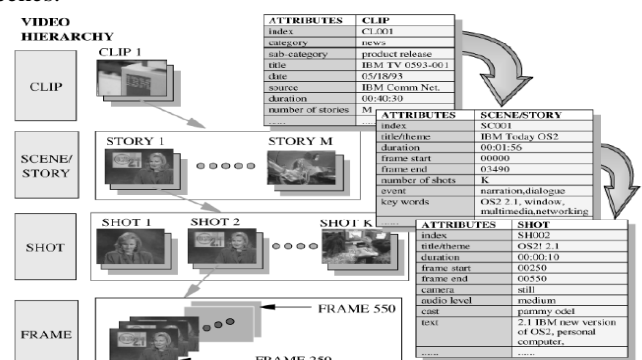 VIDEO
HIERARCHY
CLIP 1
CLIP
ATTRIBUTES CLIP
index CL001
category news
sub-category product release
title IBM TV 0593-001
date 05/18/93
source IBM Comm Net.
duration 00:40:30
number of stories M
SCENE/
STORY
STORY 1
STORY M
ATTRIBUTES SCENE/STORY
index SC001
title/theme IBM Today OS2
duration 00:01:56
frame start 00000
frame end 03490
number of shots K
event narration,dialogue
key words OS2 2.1, window,
multimedia,networking
SHOT
SHOT 1
SHOT 2
SHOT K
ATTRIBUTES SHOT
index SH002
title/theme OS2! 2.1
duration 00:00:10
frame start 00250
frame end 00550
camera still
audio level medium
cast pammy odel
text 2.1 IBM new version
of OS2, personal
computer,
FRAME
FRAME 550